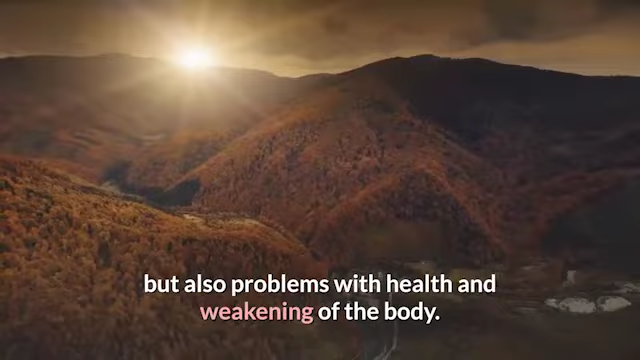 but also problems with health and
weakening of the body.